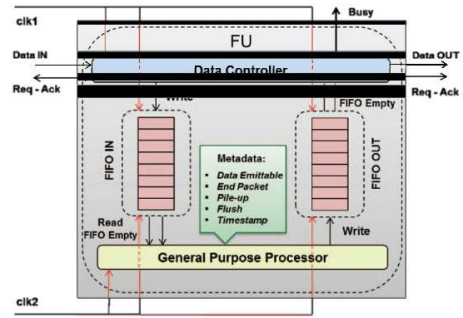 clk1
Busy
FU
Data IN
Data OUT
Data Controller
Req - Ack
Req - Ack
Write
FIFO Empty
FIFO IN
FIFO OUT
Metadata:
• Data Emittable
• End Packet
• Pile-up
• Flush
• Timestamp
Read
FIFO Empty
Write
General Purpose Processor
clk2